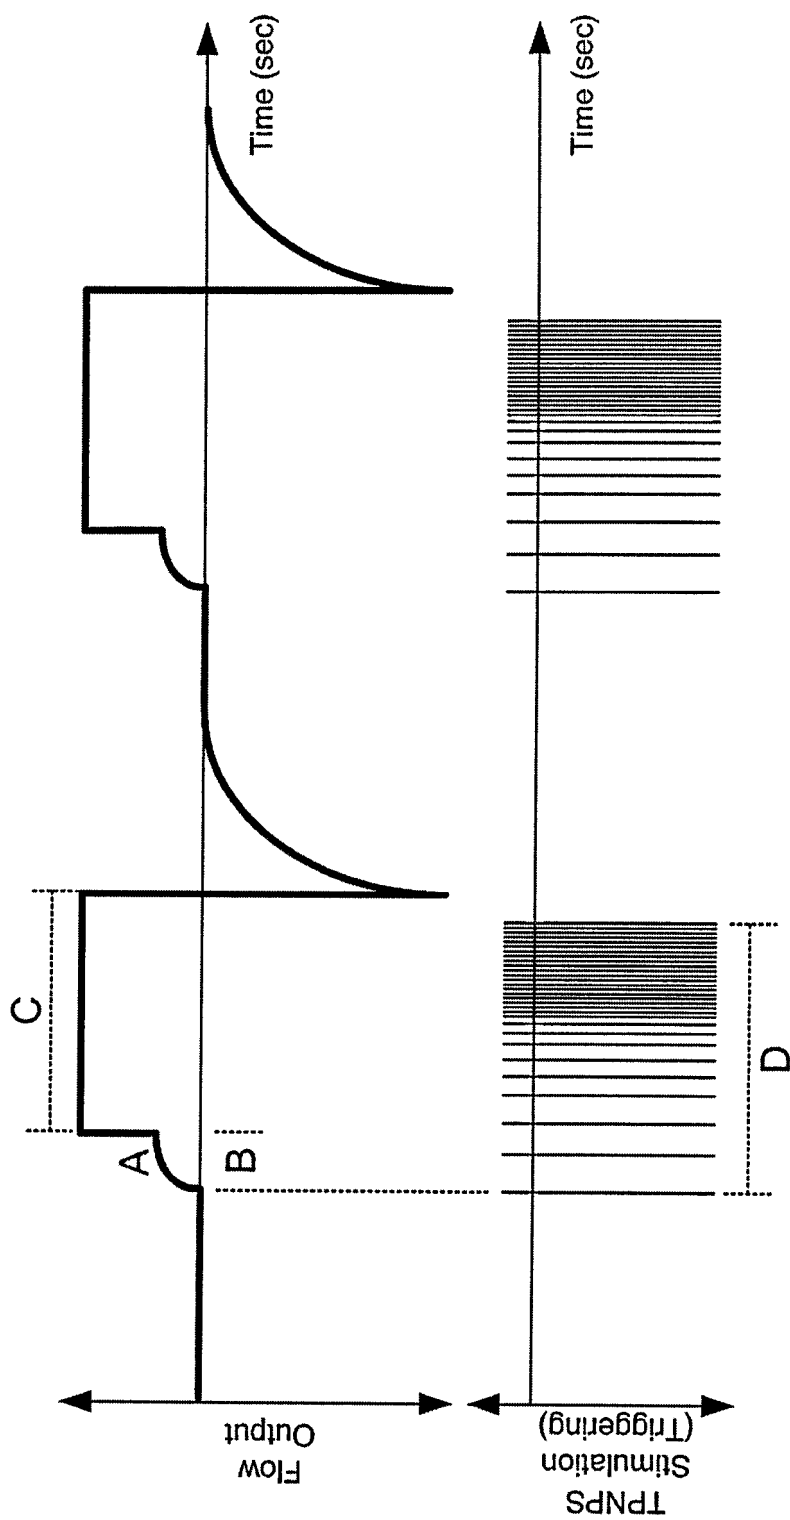 Flow
Output
C
A
B
Time (sec)
TPNPS
Stimulation
(Triggering)
D
Time (sec)